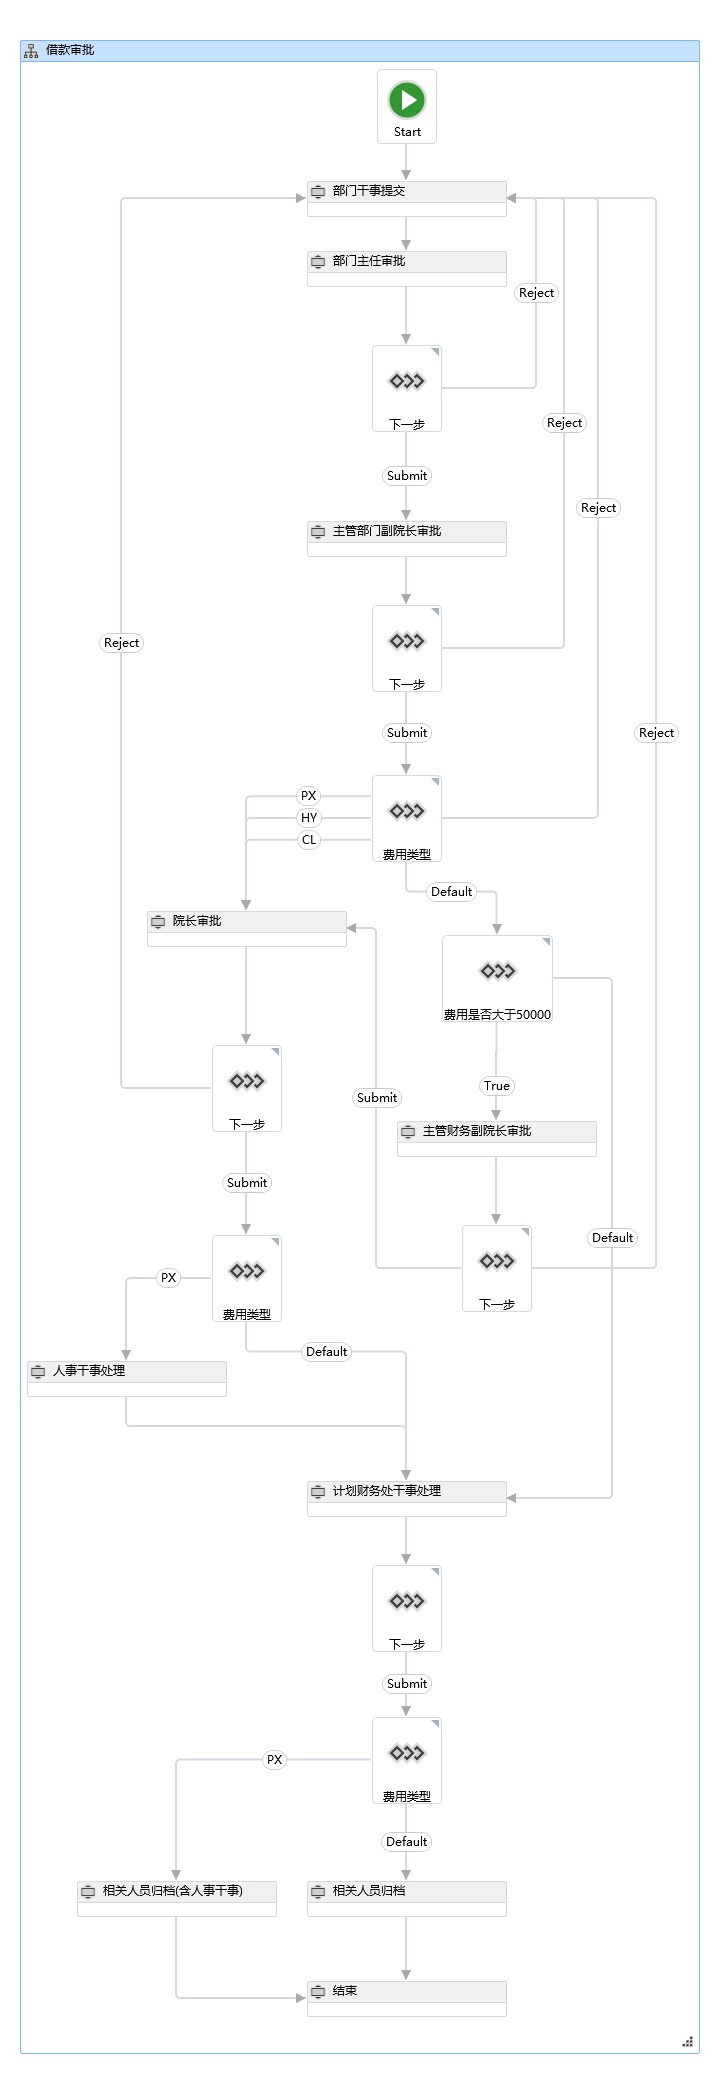 借款审批
Start
部门干事提交
部门主任审批
Reject
下一步
Reject
Submit
Reject
主管部门副院长审批
Reject
下一步
Submit
Reject
PX
HY
CL
费用类型
Default
院长审批
费用是否大于50000
True
Submit
下一步
主管财务副院长审批
Submit
Default
PX
下一步
费用类型
Default
人事干事处理
计划财务处干事处理
下一步
Submit
PX
费用类型
Default
相关人员归档(含人事干事)
相关人员归档
结束